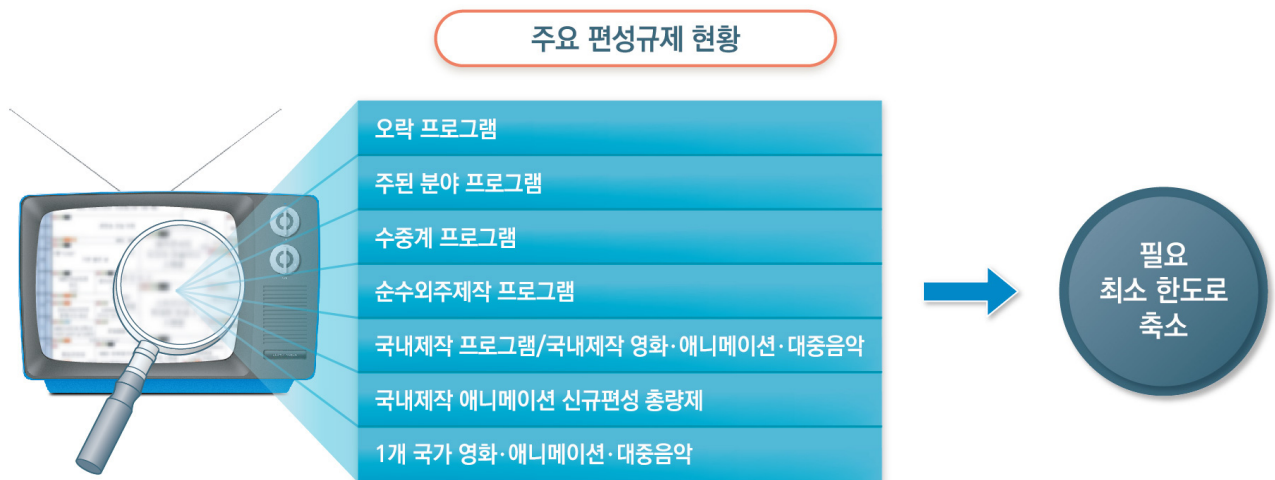 주요 편성규제 현황
오락 프로그램
주된 분야 프로그램
수중계 프로그램
순수외주제작 프로그램
국내제작 프로그램/국내제작 영화·애니메이션·대중음악
국내제작 애니메이션 신규편성 총량제
1개 국가 영화·애니메이션·대중음악
필요
최소 한도로
축소